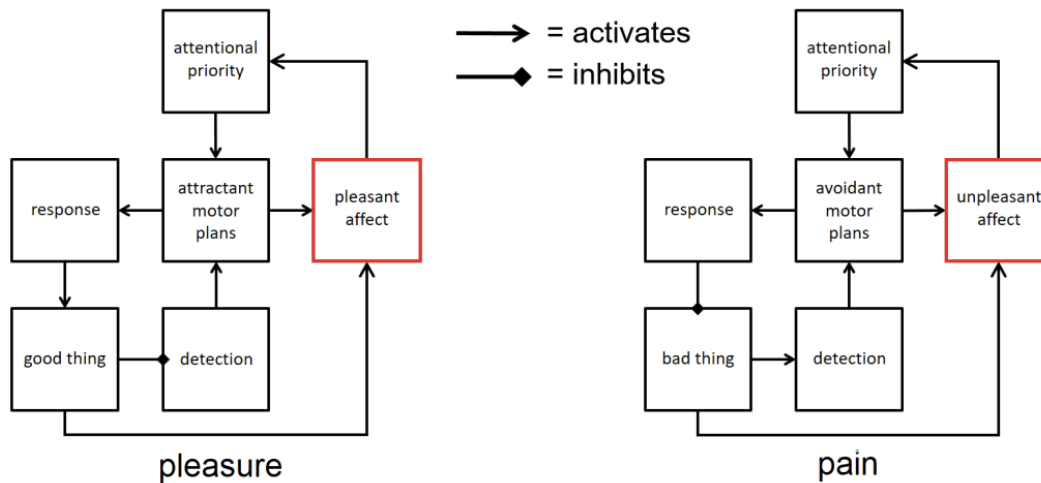 attentional
priority
response
attractant
motor
plans
pleasant
affect
good thing
detection
pleasure
= activates
= inhibits
attentional
priority
response
avoidant
motor
plans
unpleasant
affect
bad thing
detection
pain